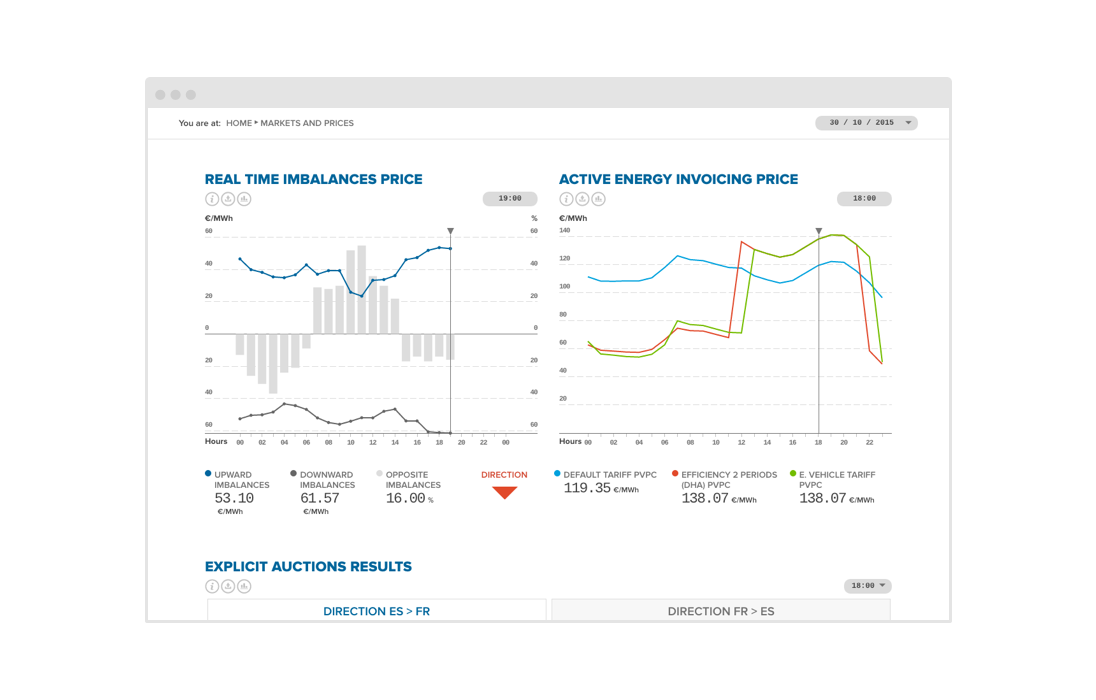 You are at: HOME ▸ MARKETS AND PRICES
30 / 10 / 2015
REAL TIME IMBALANCES PRICE
19:00
€/MWh %
60 60
40 40
20 20
0 0
20 20
40 40
60 60
Hours 00 02 04 06 08 10 12 14 16 18 20 22 00
UPWARD IMBALANCES
53.10
€/MWh
DOWNWARD IMBALANCES
61.57
€/MWh
OPPOSITE IMBALANCES
16.00 %
DIRECTION
ACTIVE ENERGY INVOICING PRICE
18:00
€/MWh
140
120
100
80
60
40
20
Hours 00 02 04 06 08 10 12 14 16 18 20 22
DEFAULT TARIFF PVPC
119.35 €/MWh
EFFICIENCY 2 PERIODS
(DHA) PVPC
138.07 €/MWh
E. VEHICLE TARIFF
PVPC
138.07 €/MWh
EXPLICIT AUCTIONS RESULTS
18:00
DIRECTION ES > FR
DIRECTION FR > ES